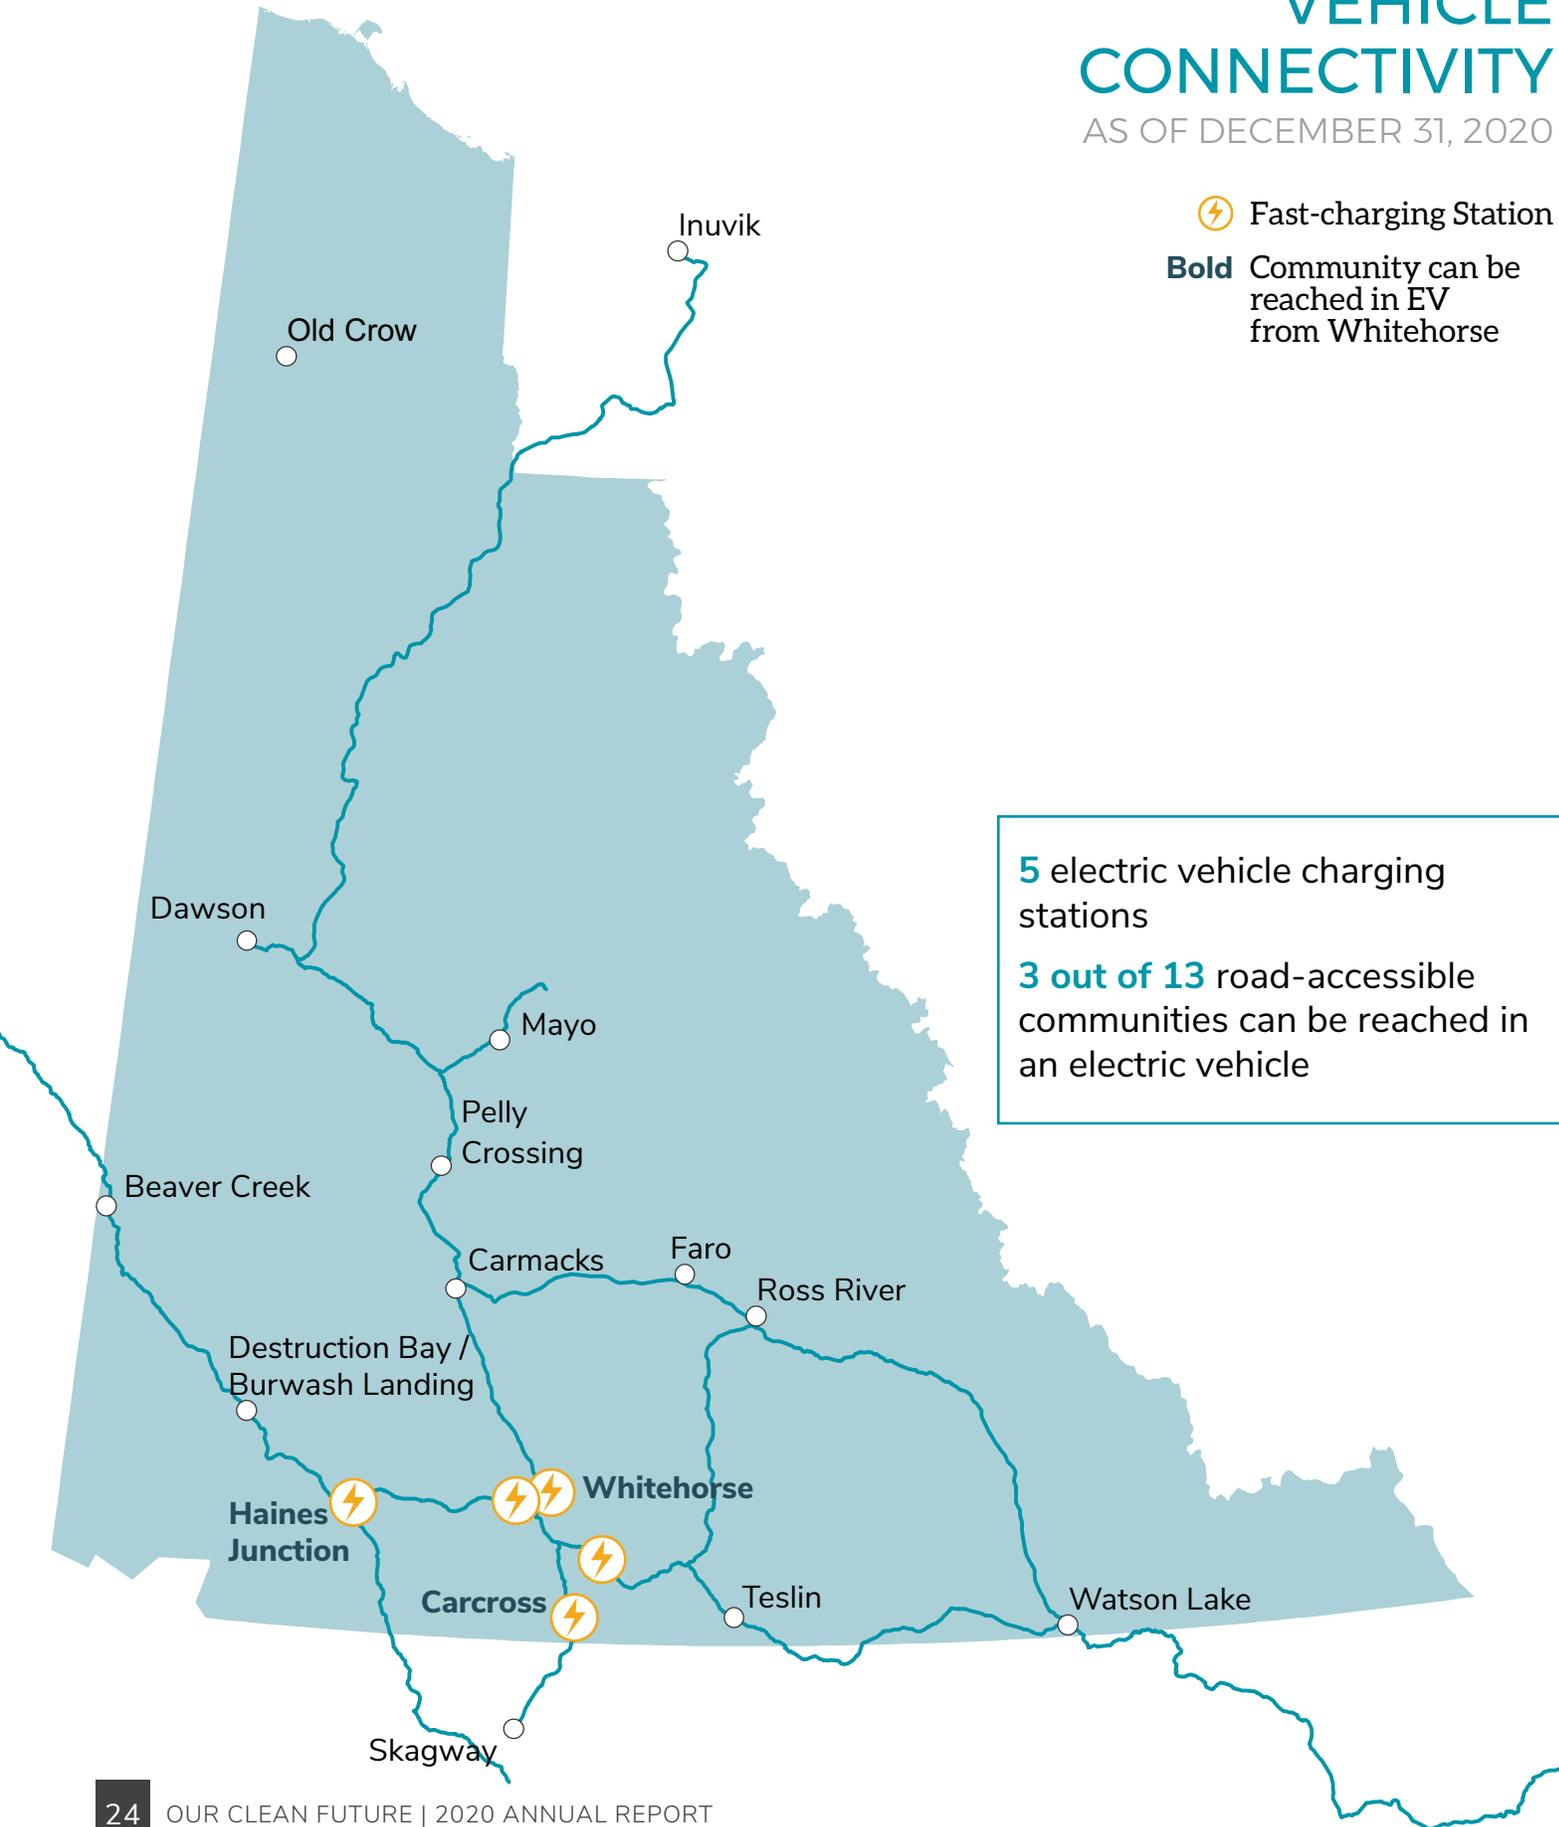 VEHICLE
CONNECTIVITY
AS OF DECEMBER 31, 2020
Fast-charging Station
Bold Community can be
reached in EV
from Whitehorse
Inuvik
Old Crow
5 electric vehicle charging
stations
3 out of 13 road-accessible
communities can be reached in
an electric vehicle
Dawson
Mayo
Pelly
Crossing
Beaver Creek
Carmacks
Faro
Ross River
Destruction Bay /
Burwash Landing
Whitehorse
Haines
Junction
Carcross
Teslin
Watson Lake
Skagway
24 OUR CLEAN FUTURE | 2020 ANNUAL REPORT